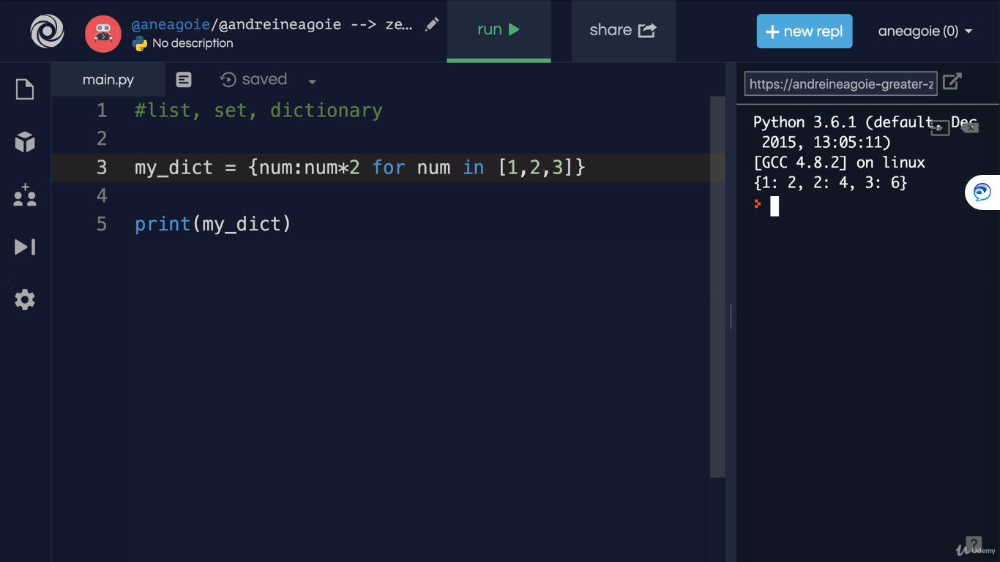 @aneagoie/@andreineagoie --> ze...
No description
run
share
+ new repl
aneagoie (0)
main.py
saved
https://andreineagoie-greater-z
1 #list, set, dictionary
2
3 my_dict = {num:num*2 for num in [1,2,3]}
4
5 print(my_dict)
Python 3.6.1 (default, Dec
2015, 13:05:11)
[GCC 4.8.2] on linux
{1: 2, 2: 4, 3: 6}
?
Udemy